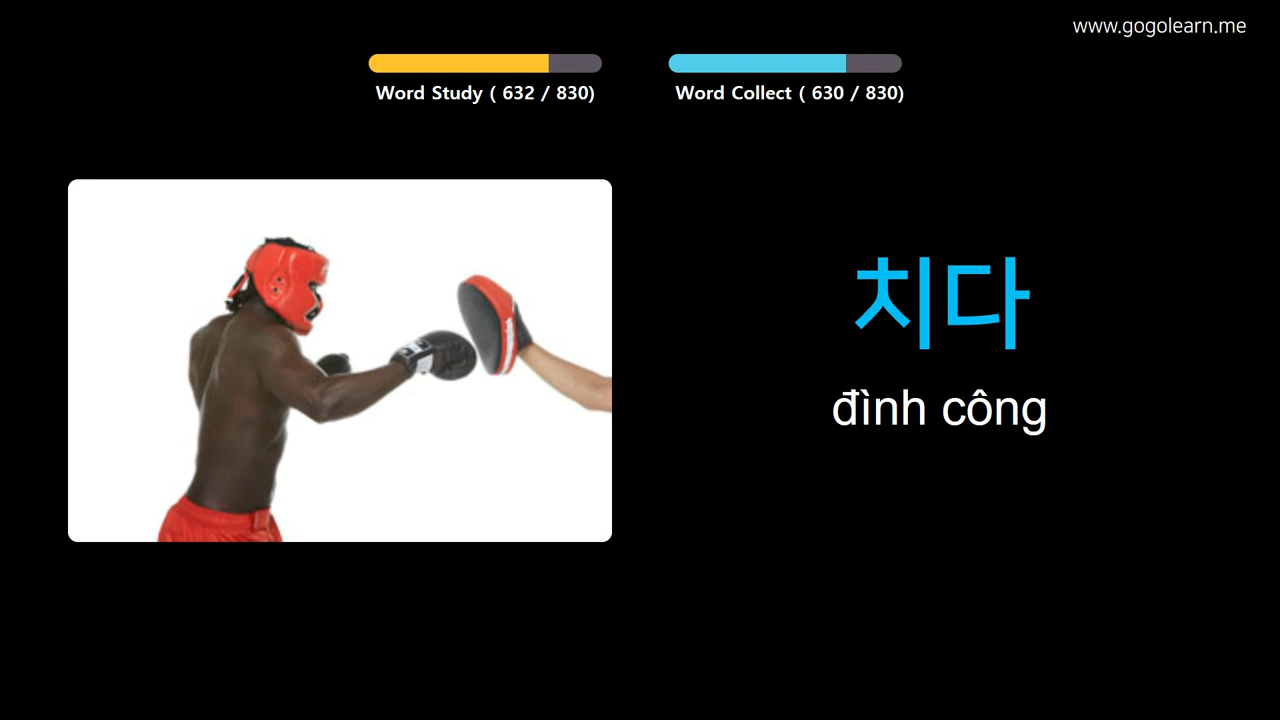 www.gogolearn.me
Word Study ( 632 / 830)
Word Collect ( 630 / 830)
치다
đình công